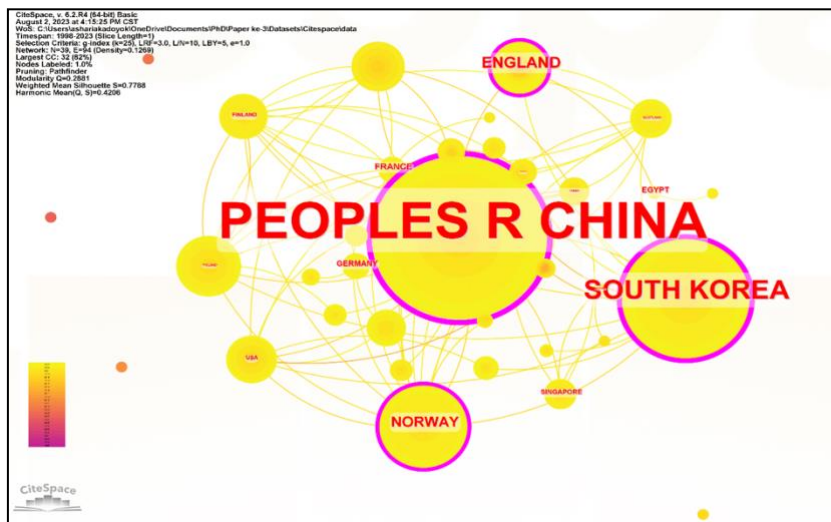 CiteSpace, v. 6.2.R4 (64-bit) Basic
August 2, 2023 at 4:15:25 PM CST
WoS: C:\Users\ashariakadoyok\OneDrive\Documents\PhD\Paper ke-3\Datasets\Citespace\data
Timespan: 1998-2023 (Slice Length=1)
Selection Criteria: g-index (k=25), LRF=3.0, L/N=10, LBY=5, e=1.0
Network: N=39, E=94 (Density=0.1269)
Largest CC: 32 (82%)
Nodes Labeled: 1.0%
Pruning: Pathfinder
Modularity Q=0.2881
Weighted Mean Silhouette S=0.7788
Harmonic Mean(Q, S)=0.4206
ENGLAND
FINLAND
SCOTLAND
FRANCE
EGYPT
PEOPLES R CHINA
GERMANY
SOUTH KOREA
USA
SINGAPORE
NORWAY
CiteSpace